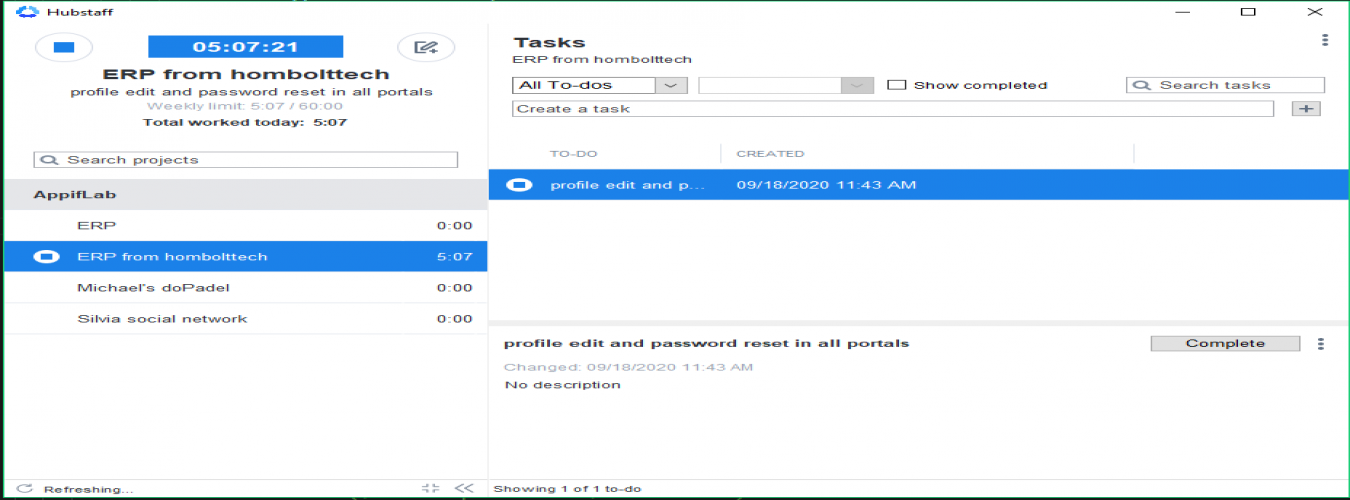 Hubstaff
05:07:21
ERP from hombolttech
profile edit and password reset in all portals
Weekly limit: 5:07 / 60:00
Total worked today: 5:07
Search projects
AppifLab
ERP 0:00
ERP from hombolttech 5:07
Michael's doPadel 0:00
Silvia social network 0:00
Refreshing...
Tasks
ERP from hombolttech
All To-dos Show completed Search tasks
Create a task
TO-DO CREATED
profile edit and p... 09/18/2020 11:43 AM
profile edit and password reset in all portals Complete
Changed: 09/18/2020 11:43 AM
No description
Showing 1 of 1 to-do